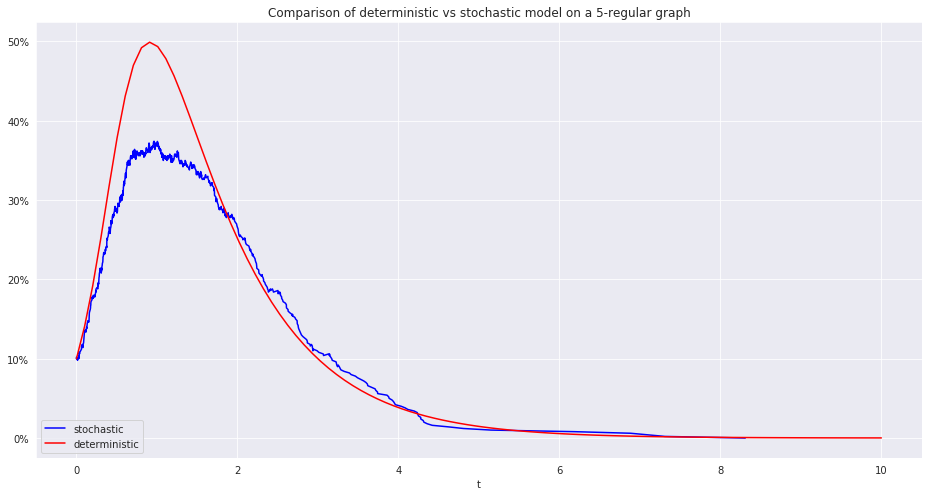 Comparison of deterministic vs stochastic model on a 5-regular graph
50%
40%
30%
20%
10%
0%
stochastic
deterministic
0 2 4 6 8 10
t